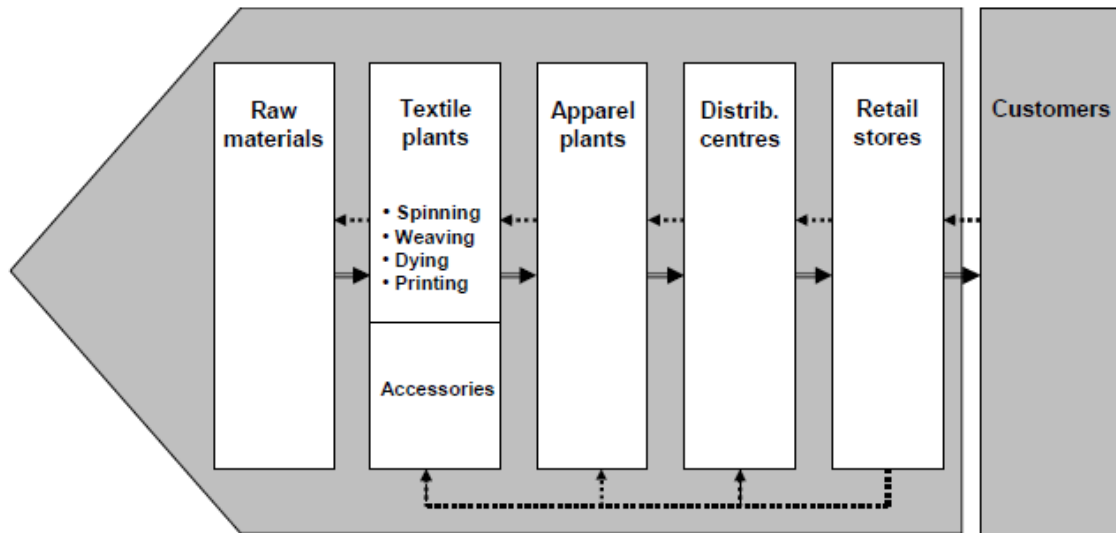 Raw
materials
Textile
plants
• Spinning
• Weaving
• Dying
• Printing
Accessories
Apparel
plants
Distrib.
centres
Retail
stores
Customers